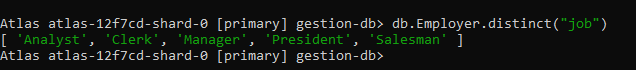 Atlas atlas-12f7cd-shard-0 [primary] gestion-db> db.Employer.distinct("job")
[ 'Analyst', 'Clerk', 'Manager', 'President', 'Salesman' ]
Atlas atlas-12f7cd-shard-0 [primary] gestion-db>